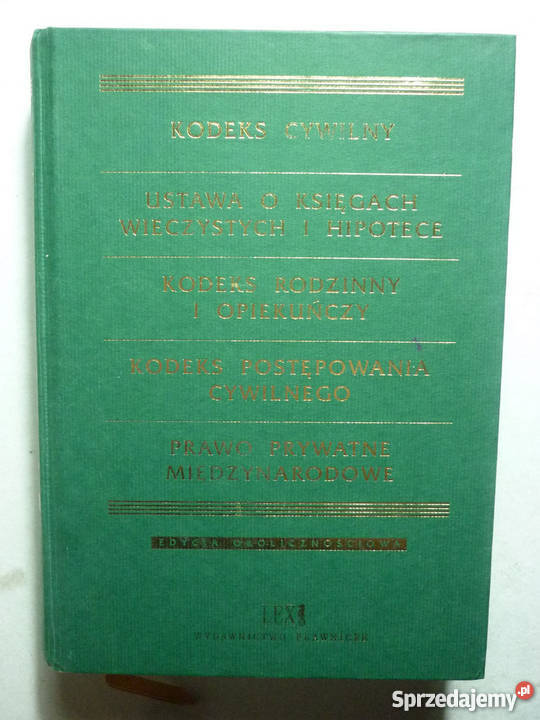 KODEKS CYWILNY
USTAWA O KSIĘGACH
WIECZYSTYCH I HIPOTECE
KODEKS RODZINNY
I OPIEKUŃCZY
KODEKS POSTĘPOWANIA
CYWILNEGO
PRAWO PRYWATNE
MIĘDZYNARODOWE
EDYCJA OKOLICZNOŚCIOWA
LEX
WYDAWNICTWO PRAWNICZE
Sprzedajemy.pl